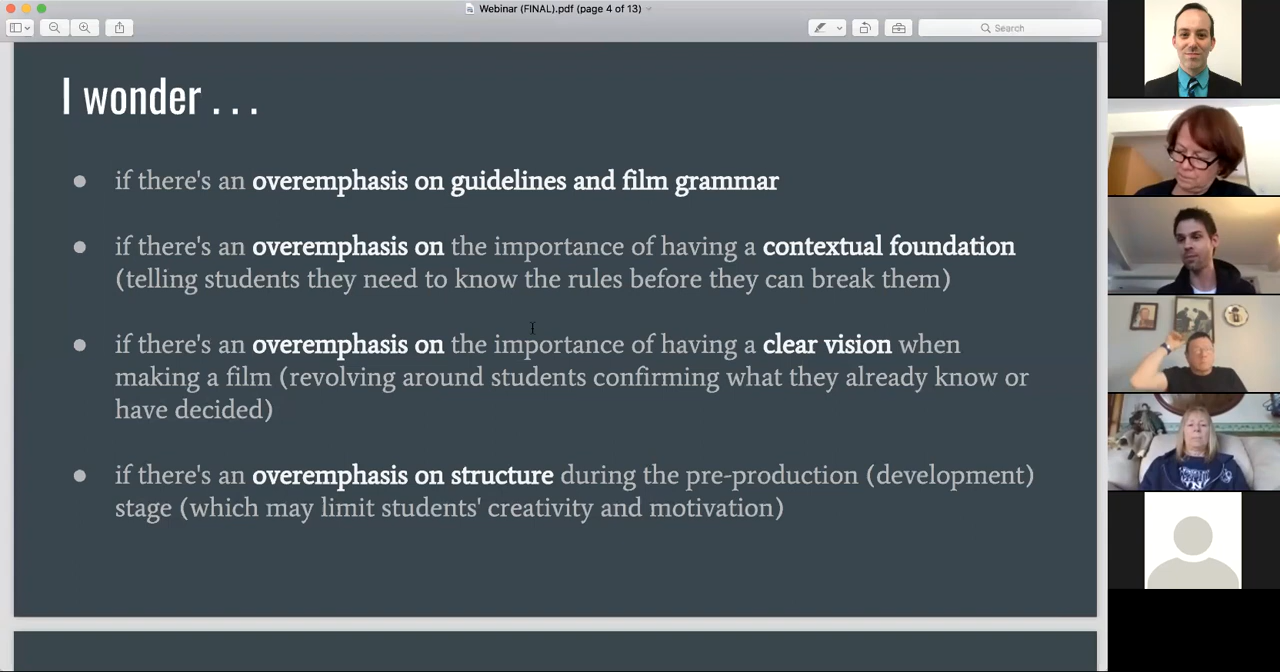 Webinar (FINAL).pdf (page 4 of 13)
Search
I wonder . . .
if there's an overemphasis on guidelines and film grammar
if there's an overemphasis on the importance of having a contextual foundation
(telling students they need to know the rules before they can break them)
if there's an overemphasis on the importance of having a clear vision when
making a film (revolving around students confirming what they already know or
have decided)
if there's an overemphasis on structure during the pre-production (development)
stage (which may limit students' creativity and motivation)